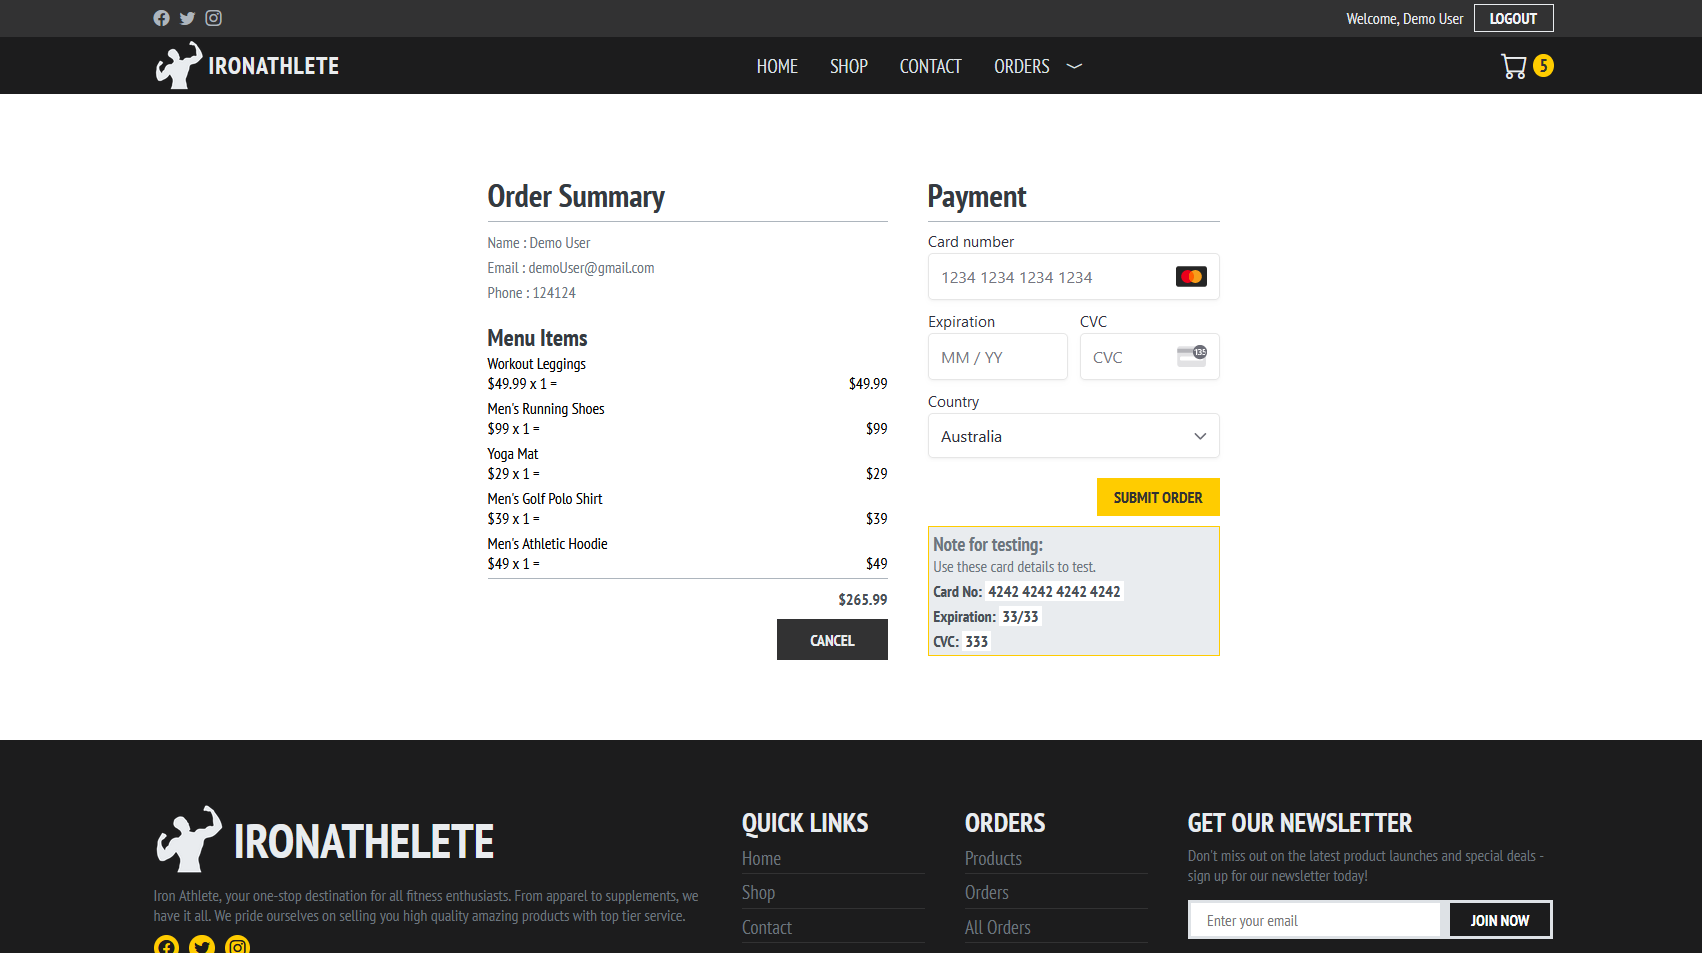 Welcome, Demo User
LOGOUT
IRONATHLETE
HOME
SHOP
CONTACT
ORDERS
5
Order Summary
Name : Demo User
Email : demoUser@gmail.com
Phone : 124124
Menu Items
Workout Leggings
$49.99 x 1 = $49.99
Men's Running Shoes
$99 x 1 = $99
Yoga Mat
$29 x 1 = $29
Men's Golf Polo Shirt
$39 x 1 = $39
Men's Athletic Hoodie
$49 x 1 = $49
$265.99
CANCEL
Payment
Card number
1234 1234 1234 1234
Expiration
MM / YY
CVC
CVC
135
Country
Australia
SUBMIT ORDER
Note for testing:
Use these card details to test.
Card No: 4242 4242 4242 4242
Expiration: 33/33
CVC: 333
IRONATHELETE
Iron Athlete, your one-stop destination for all fitness enthusiasts. From apparel to supplements, we
have it all. We pride ourselves on selling you high quality amazing products with top tier service.
QUICK LINKS
Home
Shop
Contact
ORDERS
Products
Orders
All Orders
GET OUR NEWSLETTER
Don't miss out on the latest product launches and special deals -
sign up for our newsletter today!
Enter your email
JOIN NOW